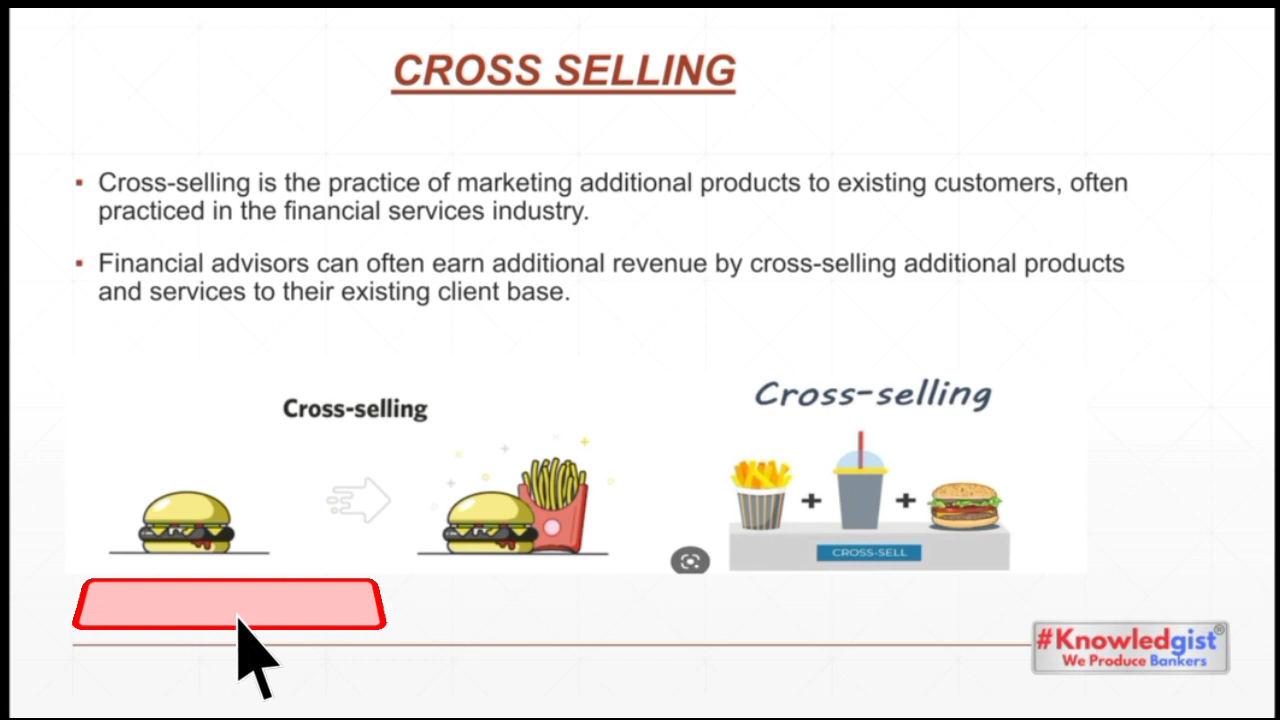 CROSS SELLING
Cross-selling is the practice of marketing additional products to existing customers, often
practiced in the financial services industry.
Financial advisors can often earn additional revenue by cross-selling additional products
and services to their existing client base.
Cross-selling
Cross-selling
CROSS-SELL
#Knowledgist®
We Produce Bankers